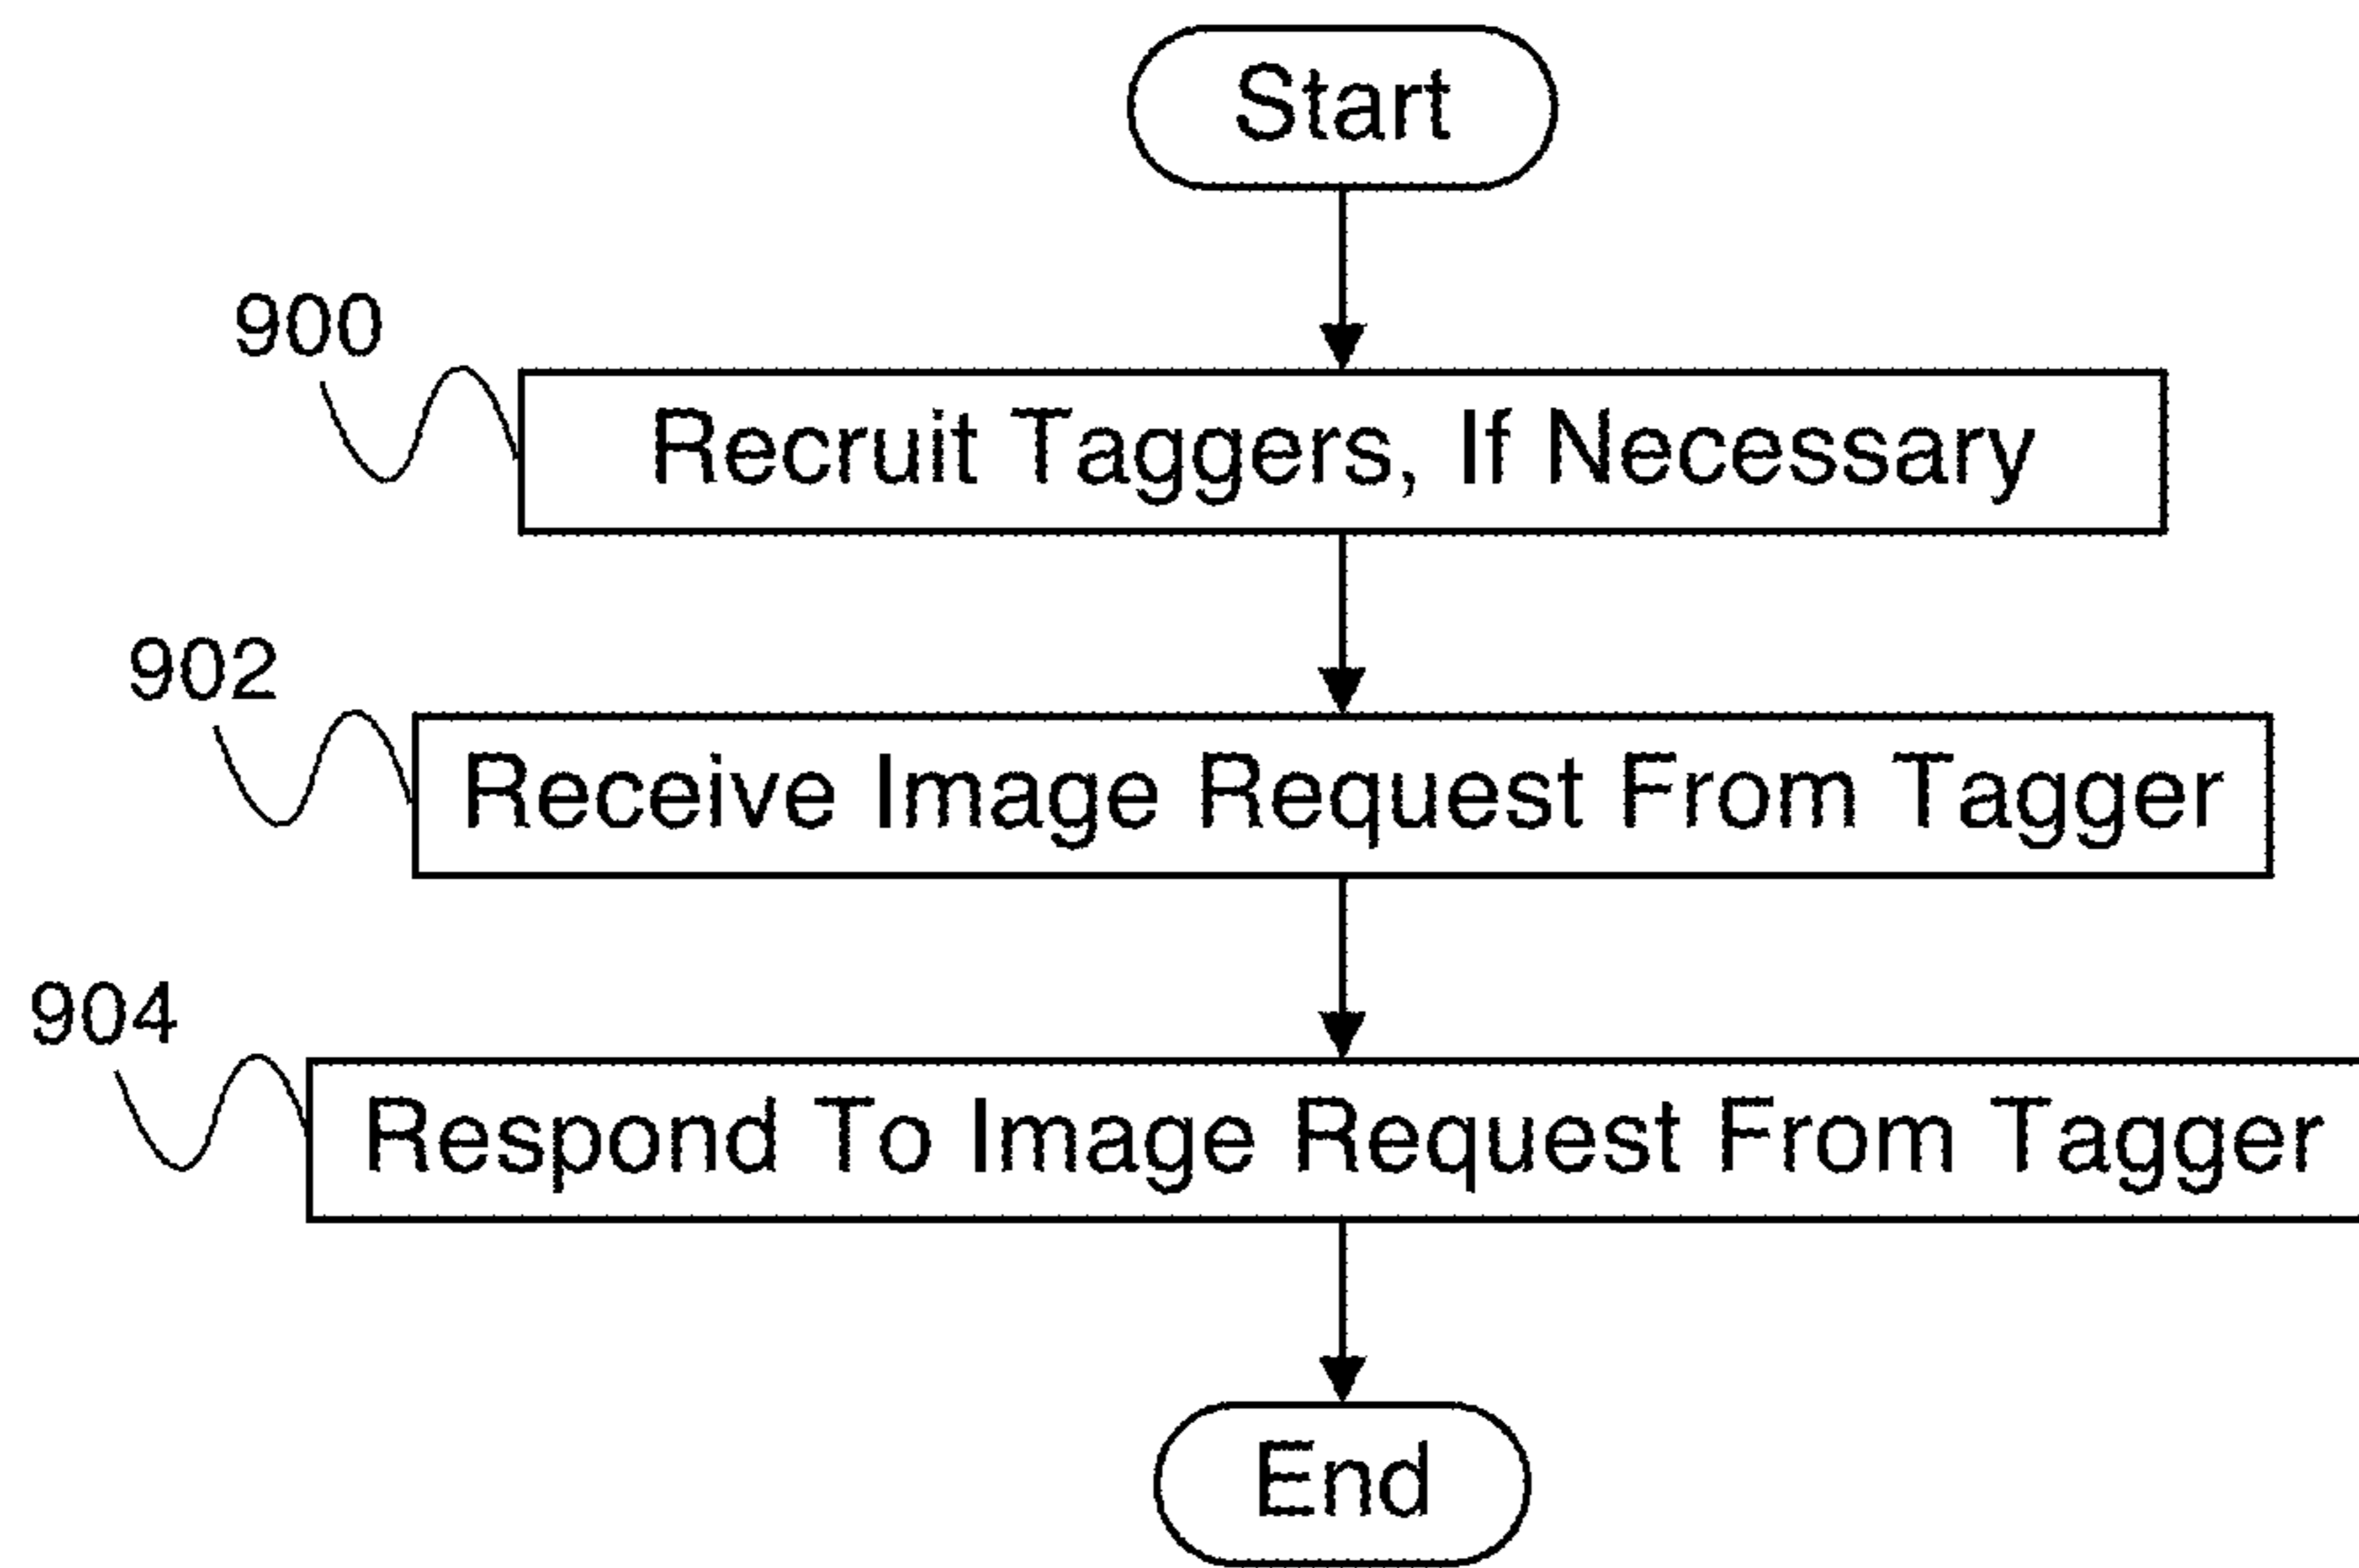 Start
900
Recruit Taggers, If Necessary
902
Receive Image Request From Tagger
904
Respond To Image Request From Tagger
End